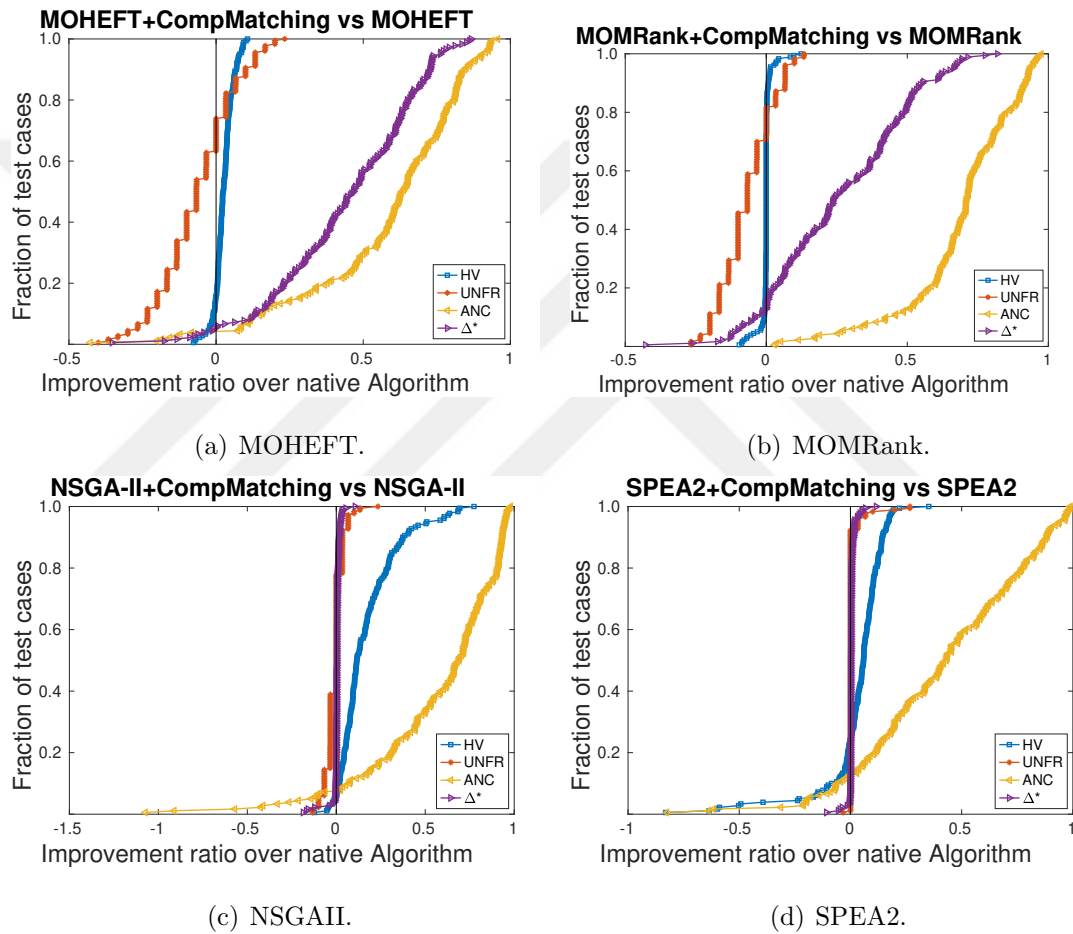 MOHEFT+CompMatching vs MOHEFT
1.0
0.8
0.6
0.4
0.2
Fraction of test cases
HV
UNFR
ANC
Δ*
-0.5
0
0.5
1
Improvement ratio over native Algorithm
(a) MOHEFT.
MOMRank+CompMatching vs MOMRank
1.0
0.8
0.6
0.4
0.2
Fraction of test cases
HV
UNFR
ANC
Δ*
-0.5
0
0.5
1
Improvement ratio over native Algorithm
(b) MOMRank.
NSGA-II+CompMatching vs NSGA-II
1.0
0.8
0.6
0.4
0.2
Fraction of test cases
HV
UNFR
ANC
Δ*
-1.5
-1
-0.5
0
0.5
1
Improvement ratio over native Algorithm
(c) NSGAII.
SPEA2+CompMatching vs SPEA2
1.0
0.8
0.6
0.4
0.2
Fraction of test cases
HV
UNFR
ANC
Δ*
-1
-0.5
0
0.5
1
Improvement ratio over native Algorithm
(d) SPEA2.